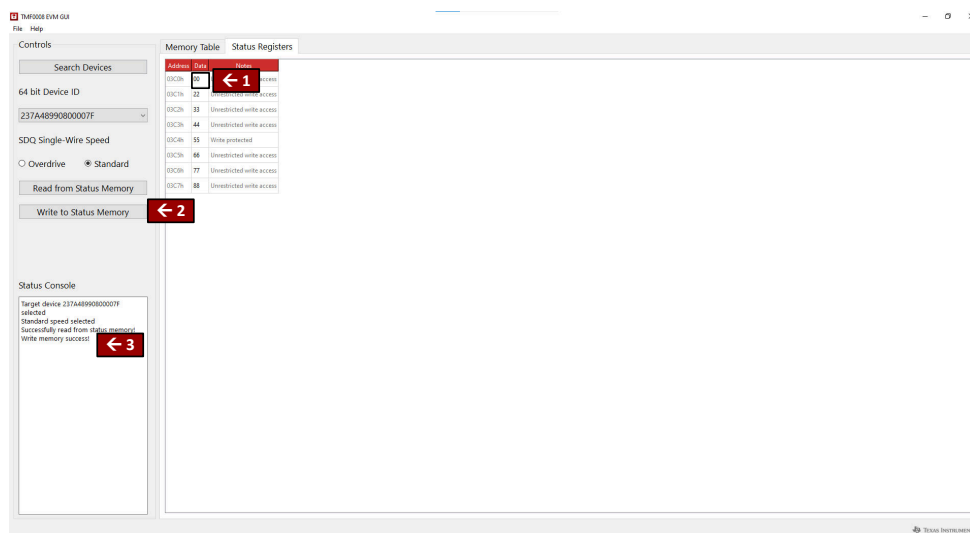 TMF0008 EVM GUI
File Help
Controls
Search Devices
64 bit Device ID
237A48990800007F
SDQ Single-Wire Speed
Overdrive Standard
Read from Status Memory
Write to Status Memory
Status Console
Target device 237A48990800007F
selected
Standard speed selected
Successfully read from status memory!
Write memory success!
Memory Table Status Registers
Address Data Notes
03C0h 00 access
03C1h 22 Unrestricted write access
03C2h 33 Unrestricted write access
03C3h 44 Unrestricted write access
03C4h 55 Write protected
03C5h 66 Unrestricted write access
03C6h 77 Unrestricted write access
03C7h 88 Unrestricted write access
← 1
← 2
← 3
TEXAS INSTRUMEN